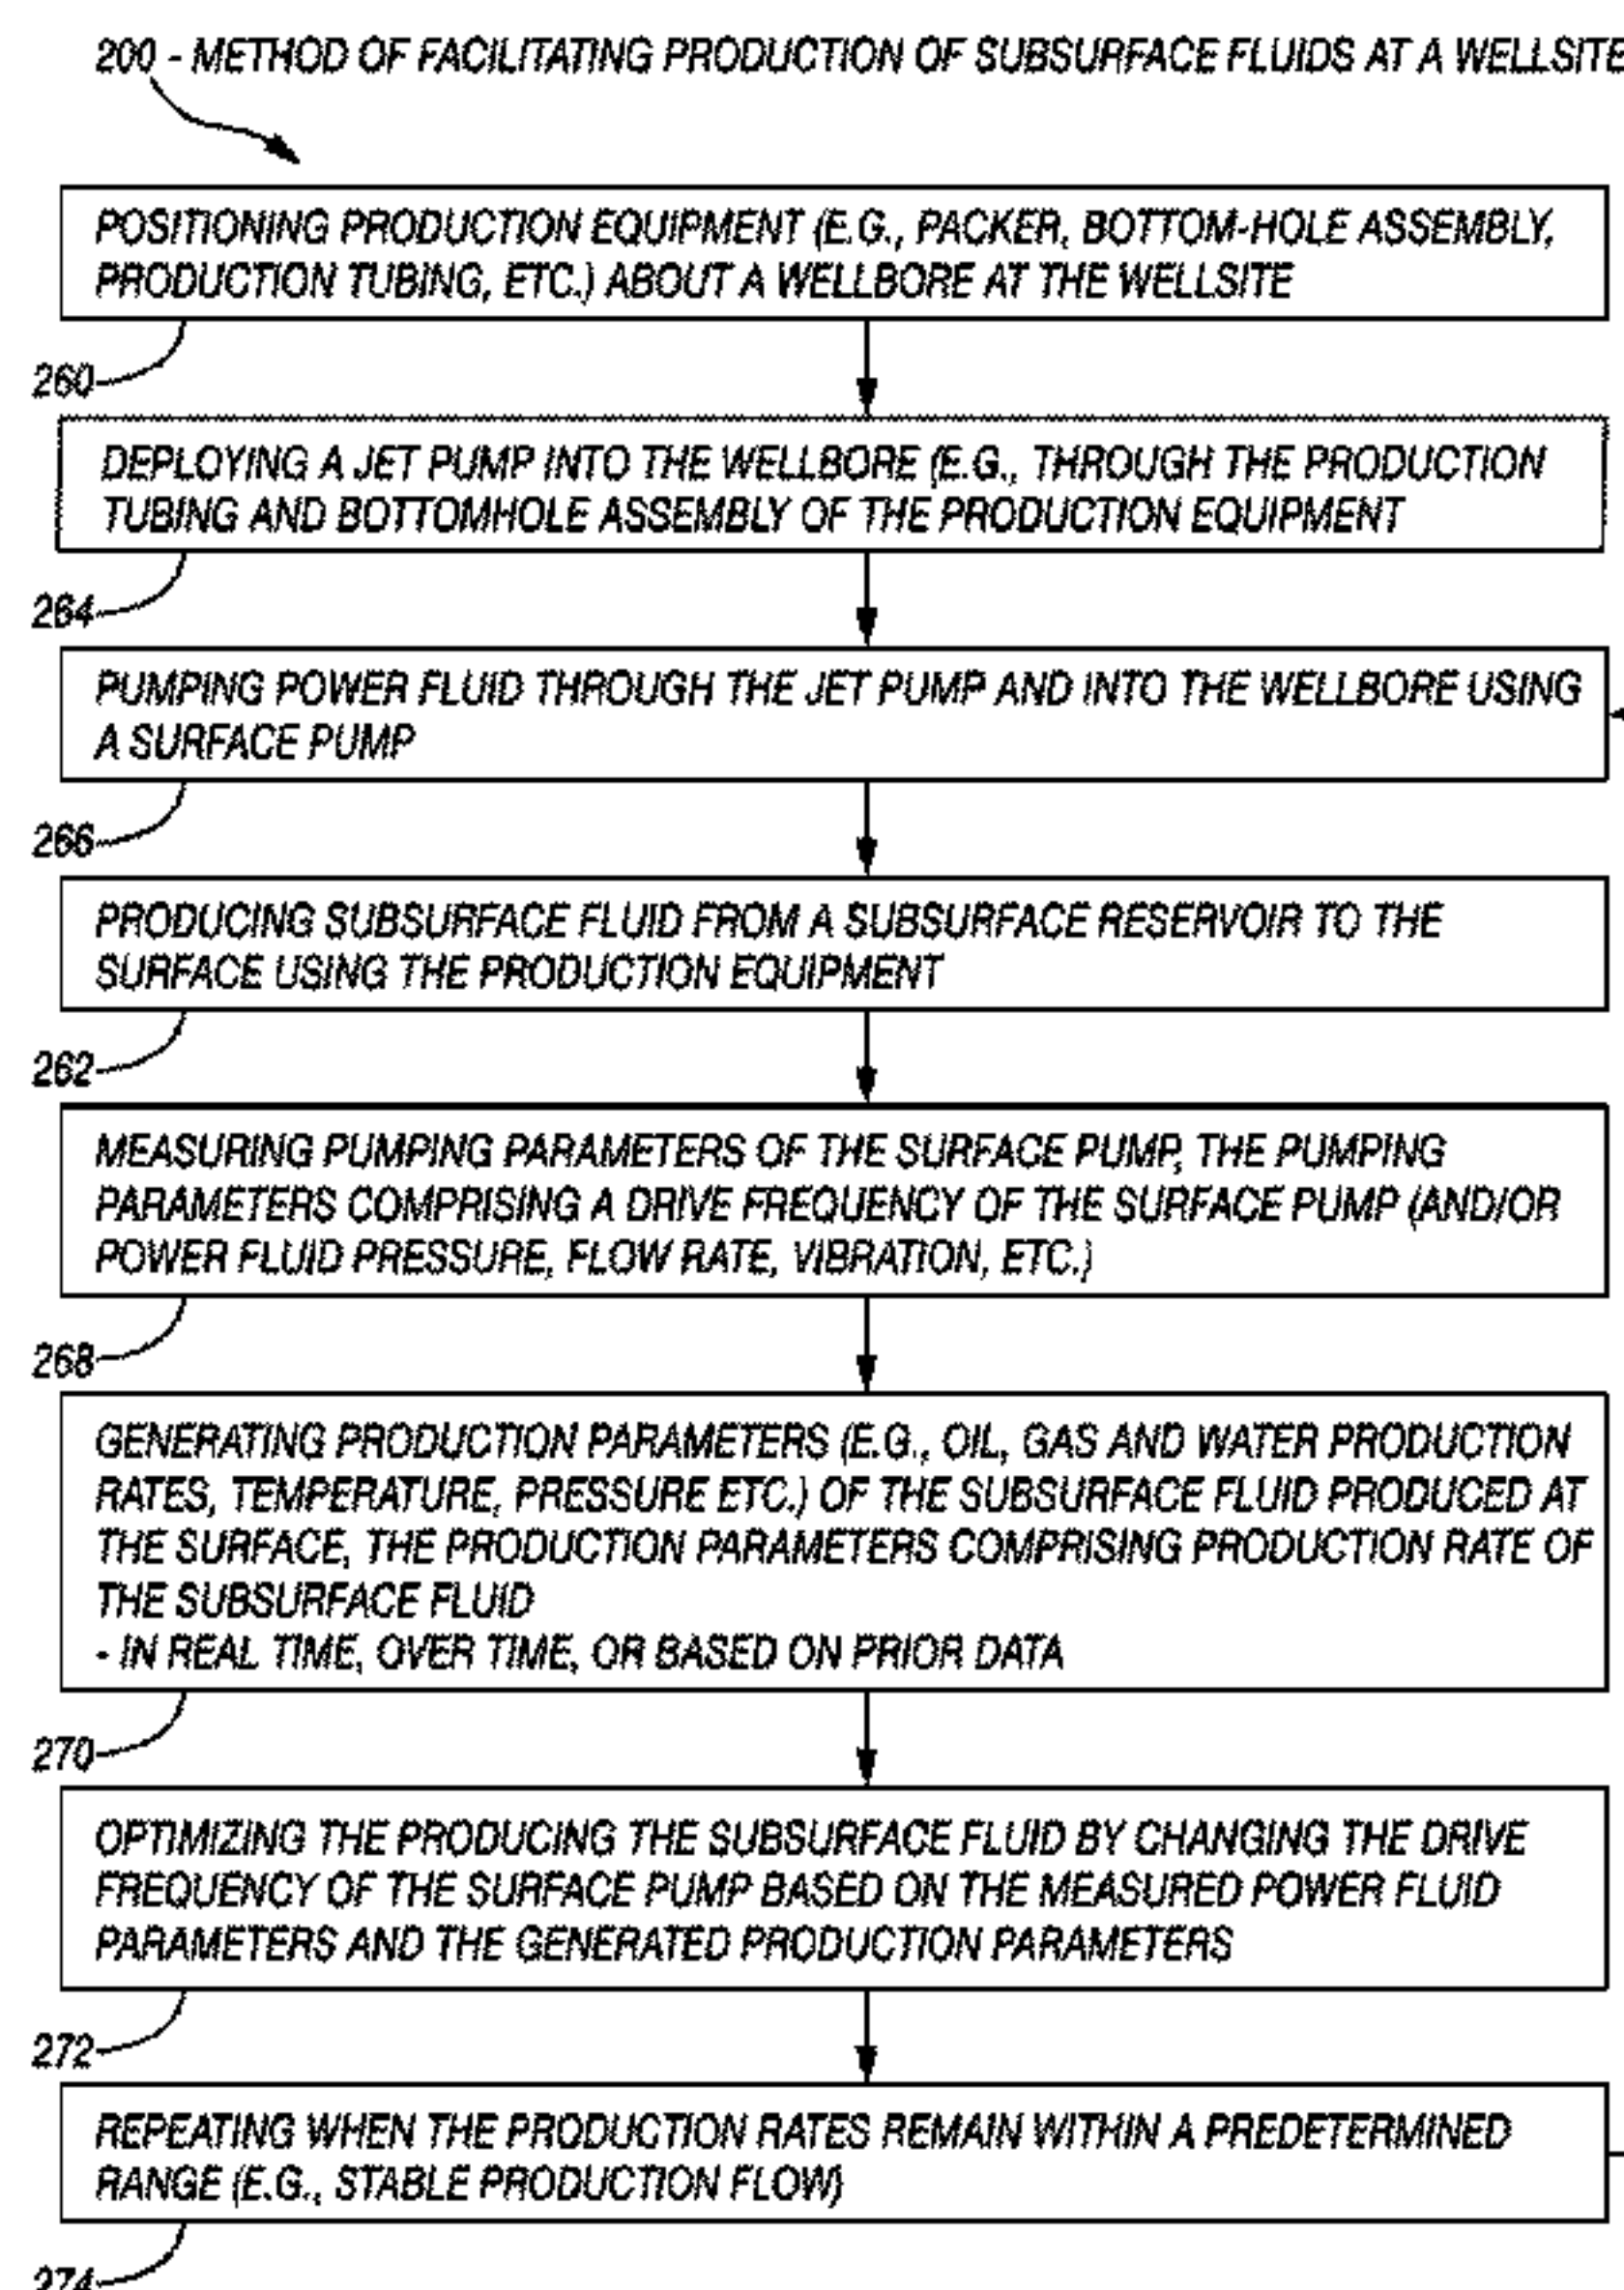 200 - METHOD OF FACILITATING PRODUCTION OF SUBSURFACE FLUIDS AT A WELLSITE
POSITIONING PRODUCTION EQUIPMENT (E.G., PACKER, BOTTOM-HOLE ASSEMBLY,
PRODUCTION TUBING, ETC.) ABOUT A WELLBORE AT THE WELLSITE
260
DEPLOYING A JET PUMP INTO THE WELLBORE (E.G., THROUGH THE PRODUCTION
TUBING AND BOTTOMHOLE ASSEMBLY OF THE PRODUCTION EQUIPMENT
264
PUMPING POWER FLUID THROUGH THE JET PUMP AND INTO THE WELLBORE USING
A SURFACE PUMP
266
PRODUCING SUBSURFACE FLUID FROM A SUBSURFACE RESERVOIR TO THE
SURFACE USING THE PRODUCTION EQUIPMENT
262
MEASURING PUMPING PARAMETERS OF THE SURFACE PUMP, THE PUMPING
PARAMETERS COMPRISING A DRIVE FREQUENCY OF THE SURFACE PUMP (AND/OR
POWER FLUID PRESSURE, FLOW RATE, VIBRATION, ETC.)
268
GENERATING PRODUCTION PARAMETERS (E.G., OIL, GAS AND WATER PRODUCTION
RATES, TEMPERATURE, PRESSURE ETC.) OF THE SUBSURFACE FLUID PRODUCED AT
THE SURFACE, THE PRODUCTION PARAMETERS COMPRISING PRODUCTION RATE OF
THE SUBSURFACE FLUID
- IN REAL TIME, OVER TIME, OR BASED ON PRIOR DATA
270
OPTIMIZING THE PRODUCING THE SUBSURFACE FLUID BY CHANGING THE DRIVE
FREQUENCY OF THE SURFACE PUMP BASED ON THE MEASURED POWER FLUID
PARAMETERS AND THE GENERATED PRODUCTION PARAMETERS
272
REPEATING WHEN THE PRODUCTION RATES REMAIN WITHIN A PREDETERMINED
RANGE (E.G., STABLE PRODUCTION FLOW)
274